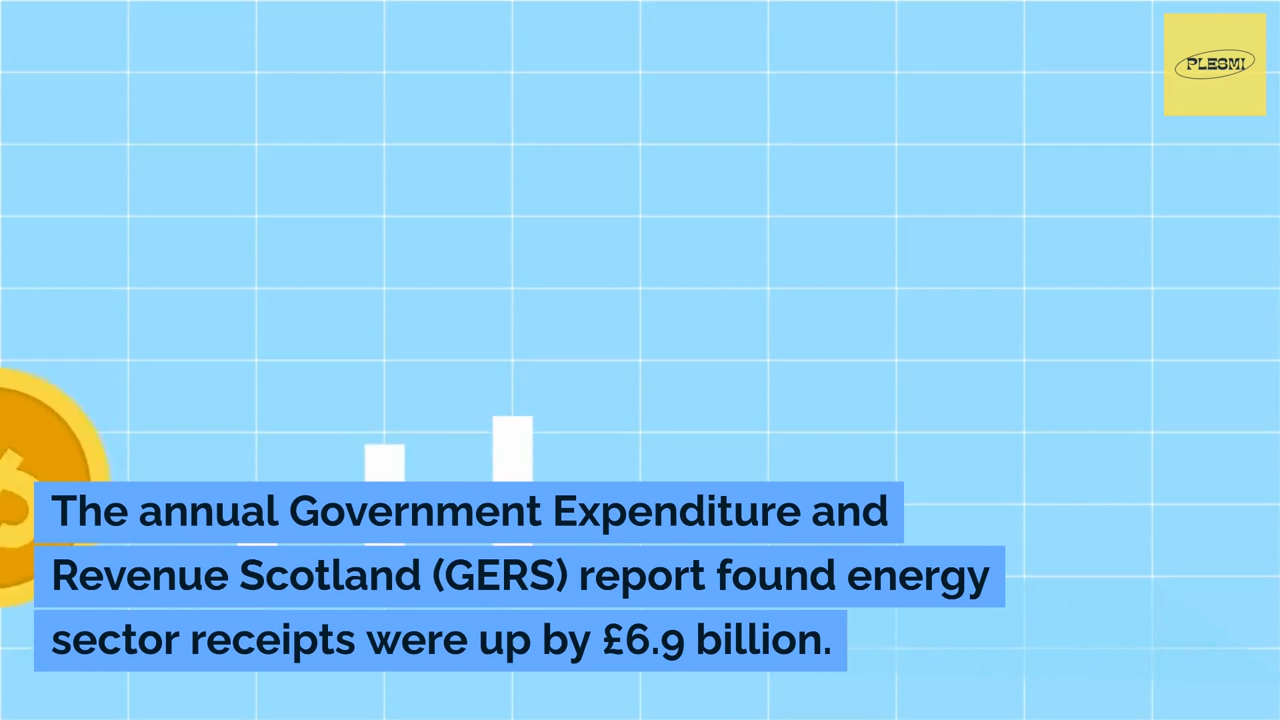 PLESMI
The annual Government Expenditure and
Revenue Scotland (GERS) report found energy
sector receipts were up by £6.9 billion.